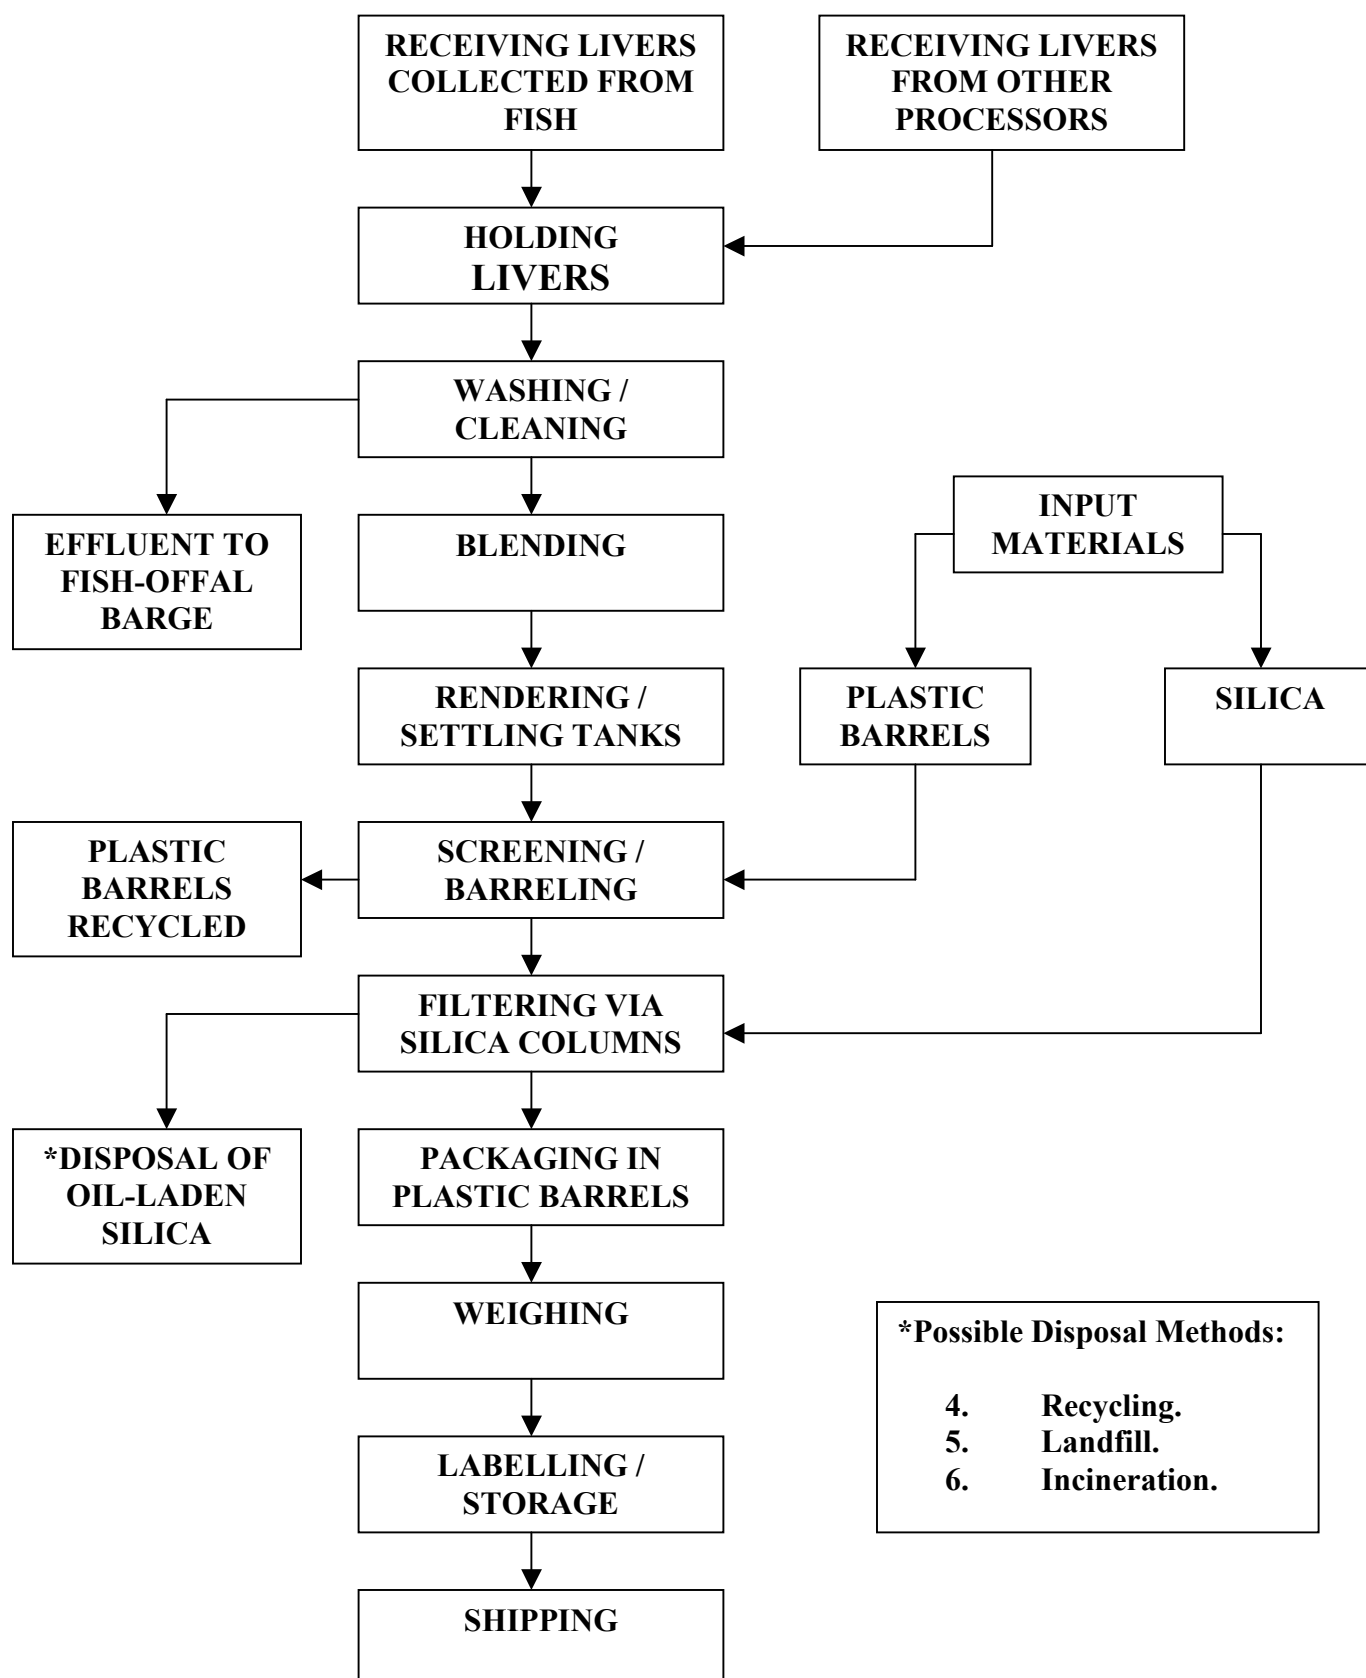 RECEIVING LIVERS
COLLECTED FROM
FISH
RECEIVING LIVERS
FROM OTHER
PROCESSORS
HOLDING
LIVERS
WASHING /
CLEANING
EFFLUENT TO
FISH-OFFAL
BARGE
BLENDING
INPUT
MATERIALS
RENDERING /
SETTLING TANKS
PLASTIC
BARRELS
SILICA
PLASTIC
BARRELS
RECYCLED
SCREENING /
BARRELING
FILTERING VIA
SILICA COLUMNS
*DISPOSAL OF
OIL-LADEN
SILICA
PACKAGING IN
PLASTIC BARRELS
WEIGHING
*Possible Disposal Methods:
4. Recycling.
5. Landfill.
6. Incineration.
LABELLING /
STORAGE
SHIPPING